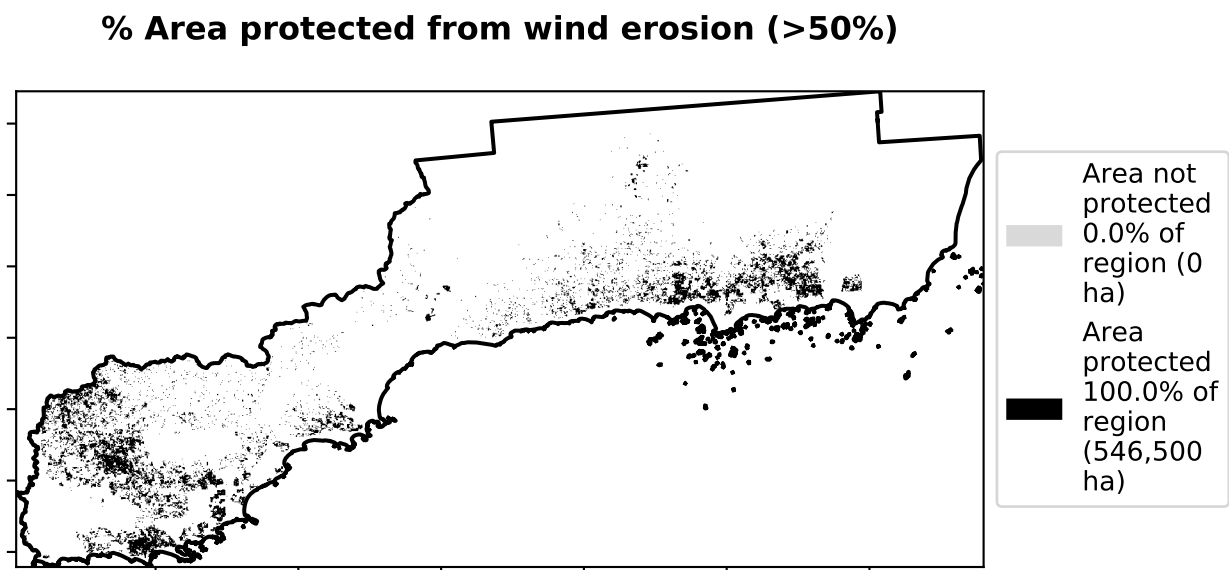 % Area protected from wind erosion (>50%)
Area not
protected
0.0% of
region (0
ha)
Area
protected
100.0% of
region
(546,500
ha)